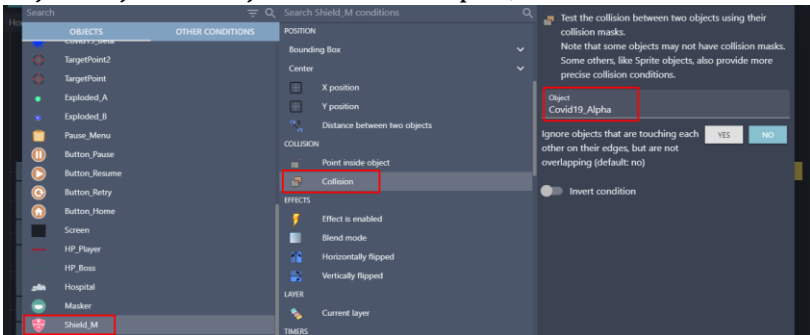 Search
Search Shield_M conditions
OBJECTS
OTHER CONDITIONS
TargetPoint2
TargetPoint
Exploded_A
Exploded_B
Pause_Menu
Button_Pause
Button_Resume
Button_Retry
Button_Home
Screen
HP_Player
HP_Boss
Hospital
Masker
Shield_M
POSITION
Bounding Box
Center
X position
Y position
Distance between two objects
COLLISION
Point inside object
Collision
EFFECTS
Effect is enabled
Blend mode
Horizontally flipped
Vertically flipped
LAYER
Current layer
TIMERS
Test the collision between two objects using their
collision masks.
Note that some objects may not have collision masks.
Some others, like Sprite objects, also provide more
precise collision conditions.
Object
Covid19_Alpha
Ignore objects that are touching each
other on their edges, but are not
overlapping (default: no)
YES
NO
Invert condition